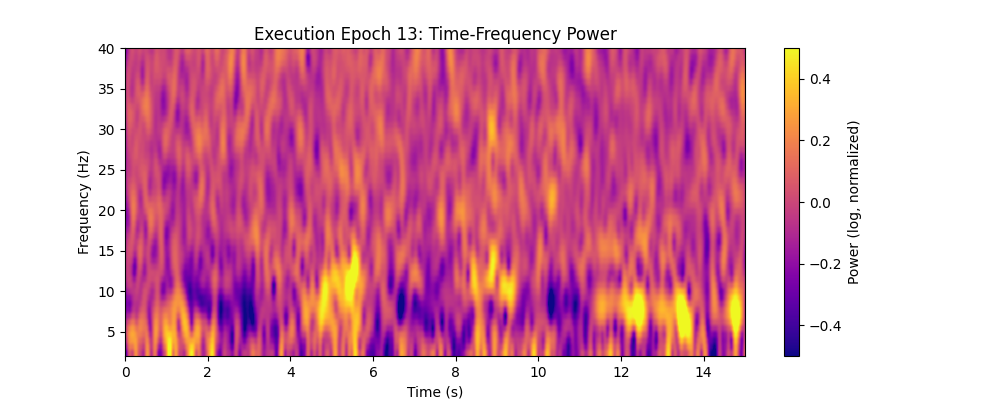 Execution Epoch 13: Time-Frequency Power
40
35
30
25
20
15
10
5
Frequency (Hz)
0 2 4 6 8 10 12 14
Time (s)
0.4
0.2
0.0
−0.2
−0.4
Power (log, normalized)